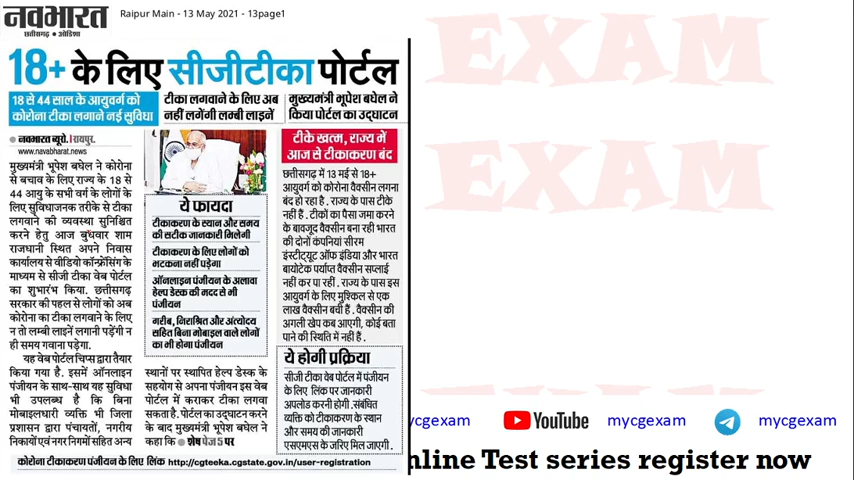 नवभारत
छत्तीसगढ़ • ओडिशा
Raipur Main - 13 May 2021 - 13page1
18+ के लिए सीजीटीका पोर्टल
18 से 44 साल के आयुवर्ग को
कोरोना टीका लगाने नई सुविधा
टीका लगवाने के लिए अब
नहीं लगेंगी लम्बी लाइनें
मुख्यमंत्री भूपेश बघेल ने
किया पोर्टल का उद्घाटन
● नवभारत ब्यूरो. । रायपुर.
www.navabharat.news
मुख्यमंत्री भूपेश बघेल ने कोरोना
से बचाव के लिए राज्य के 18 से
44 आयु के सभी वर्ग के लोगों के
लिए सुविधाजनक तरीके से टीका
लगवाने की व्यवस्था सुनिश्चित
करने हेतु आज बुधवार शाम
राजधानी स्थित अपने निवास
कार्यालय से वीडियो कॉन्फ्रेंसिंग के
माध्यम से सीजी टीका वेब पोर्टल
का शुभारंभ किया. छत्तीसगढ़
सरकार की पहल से लोगों को अब
कोरोना का टीका लगवाने के लिए
न तो लम्बी लाइनें लगानी पड़ेंगी न
ही समय गवाना पड़ेगा.
यह वेब पोर्टल चिप्स द्वारा तैयार
किया गया है. इसमें ऑनलाइन
पंजीयन के साथ-साथ यह सुविधा
भी उपलब्ध है कि बिना
मोबाइलधारी व्यक्ति भी जिला
प्रशासन द्वारा पंचायतों, नगरीय
निकायों एवं नगर निगमों सहित अन्य
ये फायदा
टीकाकरण के स्थान और समय
की सटीक जानकारी मिलेगी
टीकाकरण के लिए लोगों को
भटकना नहीं पड़ेगा
ऑनलाइन पंजीयन के अलावा
हेल्प डेस्क की मदद से भी
पंजीयन
गरीब, निराश्रित और अंत्योदय
सहित बिना मोबाइल वाले लोगों
का भी होगा पंजीयन
स्थानों पर स्थापित हेल्प डेस्क के
सहयोग से अपना पंजीयन इस वेब
पोर्टल में कराकर टीका लगवा
सकता है. पोर्टल का उद्घाटन करने
के बाद मुख्यमंत्री भूपेश बघेल ने
कहा कि ● शेष पेज 5 पर
टीके खत्म, राज्य में
आज से टीकाकरण बंद
छत्तीसगढ़ में 13 मई से 18+
आयुवर्ग को कोरोना वैक्सीन लगना
बंद हो रहा है . राज्य के पास टीके
नहीं हैं . टीकों का पैसा जमा करने
के बावजूद वैक्सीन बना रही भारत
की दोनों कंपनियां सीरम
इंस्टीट्यूट ऑफ इंडिया और भारत
बायोटेक पर्याप्त वैक्सीन सप्लाई
नहीं कर पा रहीं . राज्य के पास इस
आयुवर्ग के लिए मुश्किल से एक
लाख वैक्सीन बची हैं . वैक्सीन की
अगली खेप कब आएगी, कोई बता
पाने की स्थिति में नहीं है .
ये होगी प्रक्रिया
सीजी टीका वेब पोर्टल में पंजीयन
के लिए लिंक पर जानकारी
अपलोड करनी होगी .संबंधित
व्यक्ति को टीकाकरण के स्थान
और समय की जानकारी
एसएमएस के जरिए मिल जाएगी .
कोरोना टीकाकरण पंजीयन के लिए लिंक http://cgteeka.cgstate.gov.in/user-registration
EXAM
EXAM
EXAM
mycgexam
YouTube
mycgexam
mycgexam
nline Test series register now